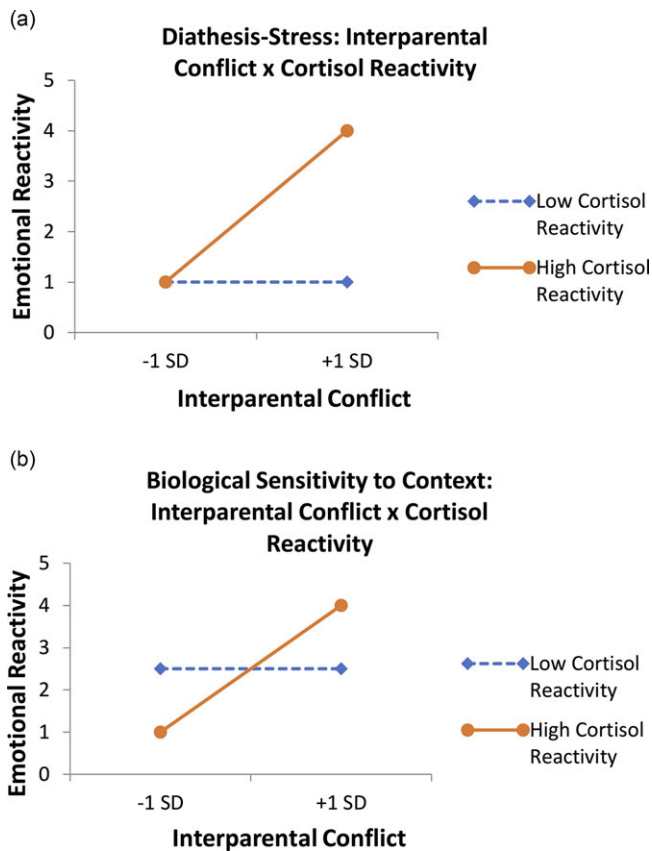 (a)
Diathesis-Stress: Interparental
Conflict x Cortisol Reactivity
5
4
3
2
1
0
Emotional Reactivity
-1 SD
+1 SD
Interparental Conflict
Low Cortisol
Reactivity
High Cortisol
Reactivity
(b)
Biological Sensitivity to Context:
Interparental Conflict x Cortisol
Reactivity
5
4
3
2
1
0
Emotional Reactivity
-1 SD
+1 SD
Interparental Conflict
Low Cortisol
Reactivity
High Cortisol
Reactivity